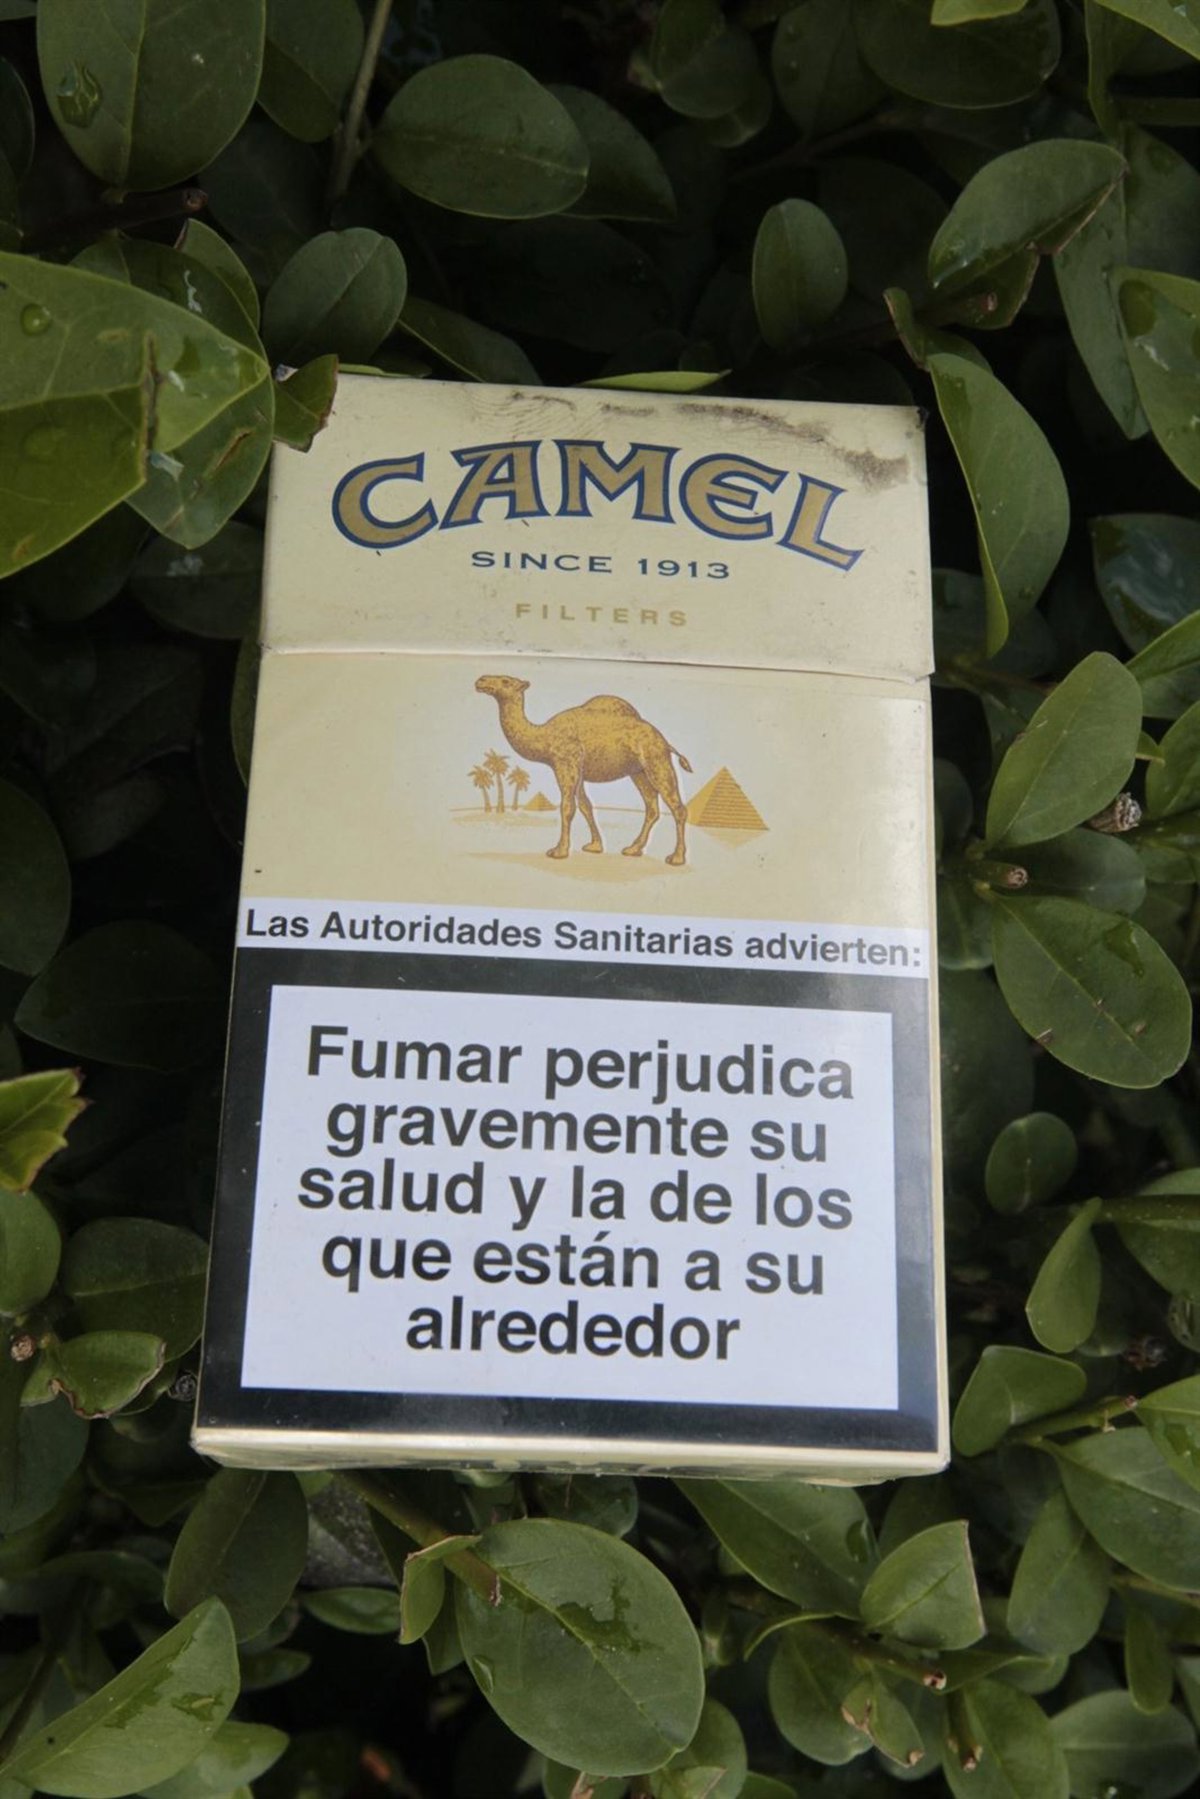 CAMEL
SINCE 1913
FILTERS
Las Autoridades Sanitarias advierten:
Fumar perjudica
gravemente su
salud y la de los
que están a su
alrededor